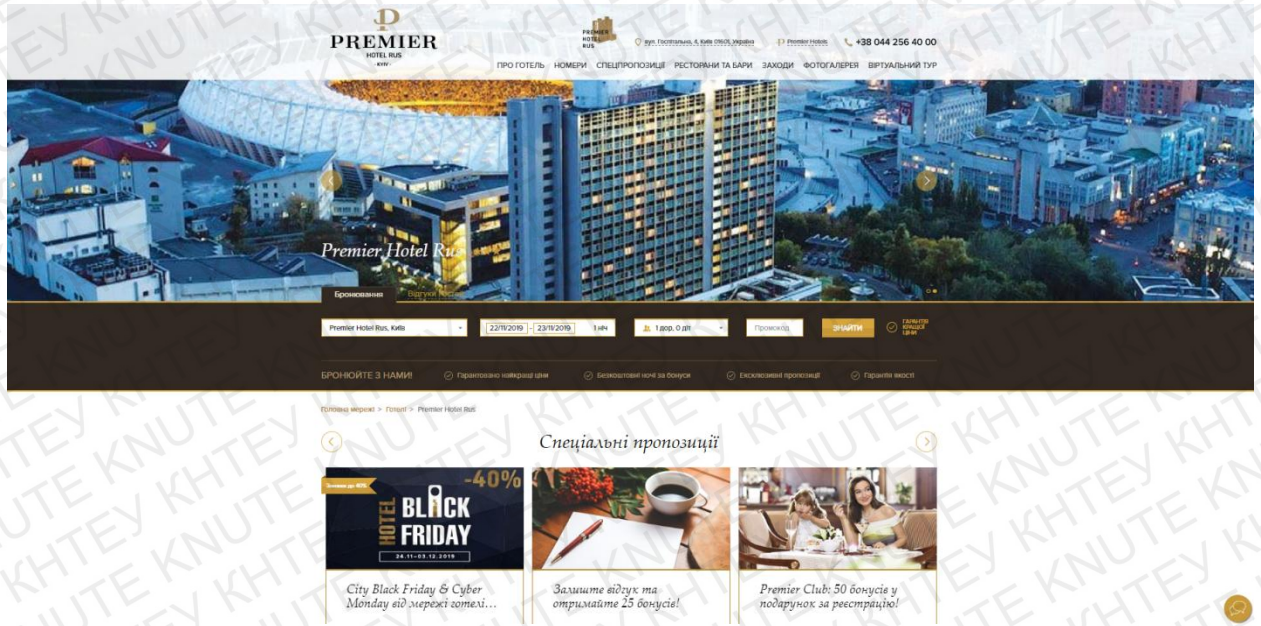 PREMIER
HOTEL RUS
· KYIV ·
PREMIER
HOTEL
RUS
вул. Госпітальна, 4, Київ 01601, Україна
Premier Hotels
+38 044 256 40 00
ПРО ГОТЕЛЬ НОМЕРИ СПЕЦПРОПОЗИЦІЇ РЕСТОРАНИ ТА БАРИ ЗАХОДИ ФОТОГАЛЕРЕЯ ВІРТУАЛЬНИЙ ТУР
Premier Hotel Rus
Бронювання Відгуки
Premier Hotel Rus, Київ 22/11/2019 - 23/11/2019 1 ніч 1 дор, 0 діт Промокод ЗНАЙТИ
ГАРАНТІЯ
КРАЩОЇ
ЦІНИ
БРОНЮЙТЕ З НАМИ! Гарантовано найкращі ціни Безкоштовні ночі за бонуси Ексклюзивні пропозиції Гарантія якості
Головна мережі > Готелі > Premier Hotel Rus
Спеціальні пропозиції
Знижки до 40%
-40%
HOTEL
BLACK
FRIDAY
24.11-03.12.2019
City Black Friday & Cyber
Monday від мережі готелі...
Залиште відгук та
отримайте 25 бонусів!
Premier Club: 50 бонусів у
подарунок за реєстрацію!
KNUTE КНТЕУ